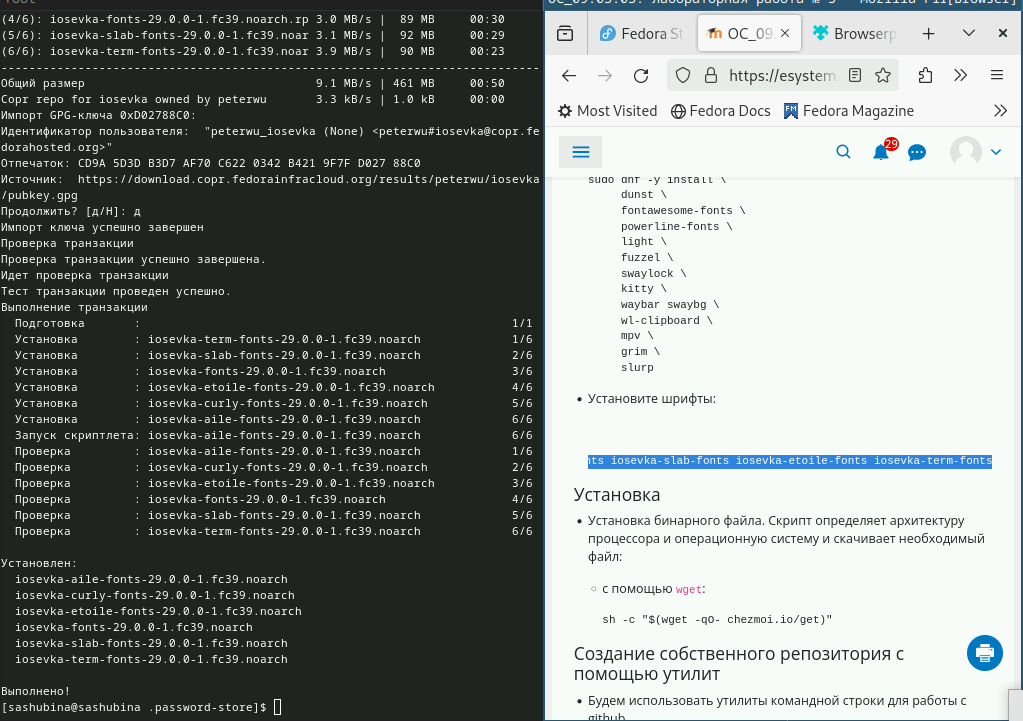 (4/6): iosevka-fonts-29.0.0-1.fc39.noarch.rp 3.0 MB/s |  89 MB     00:30
(5/6): iosevka-slab-fonts-29.0.0-1.fc39.noar 3.1 MB/s |  92 MB     00:29
(6/6): iosevka-term-fonts-29.0.0-1.fc39.noar 3.9 MB/s |  90 MB     00:23
--------------------------------------------------------------------------------
Общий размер                                 9.1 MB/s | 461 MB     00:50
Copr repo for iosevka owned by peterwu       3.3 kB/s | 1.0 kB     00:00
Импорт GPG-ключа 0xD02788C0:
Идентификатор пользователя:  "peterwu_iosevka (None) <peterwu#iosevka@copr.fe
dorahosted.org>"
Отпечаток: CD9A 5D3D B3D7 AF70 C622 0342 B421 9F7F D027 88C0
Источник:  https://download.copr.fedorainfracloud.org/results/peterwu/iosevka
/pubkey.gpg
Продолжить? [д/Н]: д
Импорт ключа успешно завершен
Проверка транзакции
Проверка транзакции успешно завершена.
Идет проверка транзакции
Тест транзакции проведен успешно.
Выполнение транзакции
  Подготовка       :                                                      1/1
  Установка        : iosevka-term-fonts-29.0.0-1.fc39.noarch             1/6
  Установка        : iosevka-slab-fonts-29.0.0-1.fc39.noarch             2/6
  Установка        : iosevka-fonts-29.0.0-1.fc39.noarch                  3/6
  Установка        : iosevka-etoile-fonts-29.0.0-1.fc39.noarch           4/6
  Установка        : iosevka-curly-fonts-29.0.0-1.fc39.noarch            5/6
  Установка        : iosevka-aile-fonts-29.0.0-1.fc39.noarch             6/6
  Запуск скриптлета: iosevka-aile-fonts-29.0.0-1.fc39.noarch             6/6
  Проверка         : iosevka-aile-fonts-29.0.0-1.fc39.noarch             1/6
  Проверка         : iosevka-curly-fonts-29.0.0-1.fc39.noarch            2/6
  Проверка         : iosevka-etoile-fonts-29.0.0-1.fc39.noarch           3/6
  Проверка         : iosevka-fonts-29.0.0-1.fc39.noarch                  4/6
  Проверка         : iosevka-slab-fonts-29.0.0-1.fc39.noarch             5/6
  Проверка         : iosevka-term-fonts-29.0.0-1.fc39.noarch             6/6
Установлен:
  iosevka-aile-fonts-29.0.0-1.fc39.noarch
  iosevka-curly-fonts-29.0.0-1.fc39.noarch
  iosevka-etoile-fonts-29.0.0-1.fc39.noarch
  iosevka-fonts-29.0.0-1.fc39.noarch
  iosevka-slab-fonts-29.0.0-1.fc39.noarch
  iosevka-term-fonts-29.0.0-1.fc39.noarch
Выполнено!
[sashubina@sashubina .password-store]$
Fedora St OC_09. Browserp
https://esystem.
Most Visited Fedora Docs Fedora Magazine
29
sudo dnf -y install \
dunst \
fontawesome-fonts \
powerline-fonts \
light \
fuzzel \
swaylock \
kitty \
waybar swaybg \
wl-clipboard \
mpv \
grim \
slurp
• Установите шрифты:
nts iosevka-slab-fonts iosevka-etoile-fonts iosevka-term-fonts
Установка
• Установка бинарного файла. Скрипт определяет архитектуру
процессора и операционную систему и скачивает необходимый
файл:
◦ с помощью wget:
sh -c "$(wget -qO- chezmoi.io/get)"
Создание собственного репозитория с
помощью утилит
• Будем использовать утилиты командной строки для работы с
github.